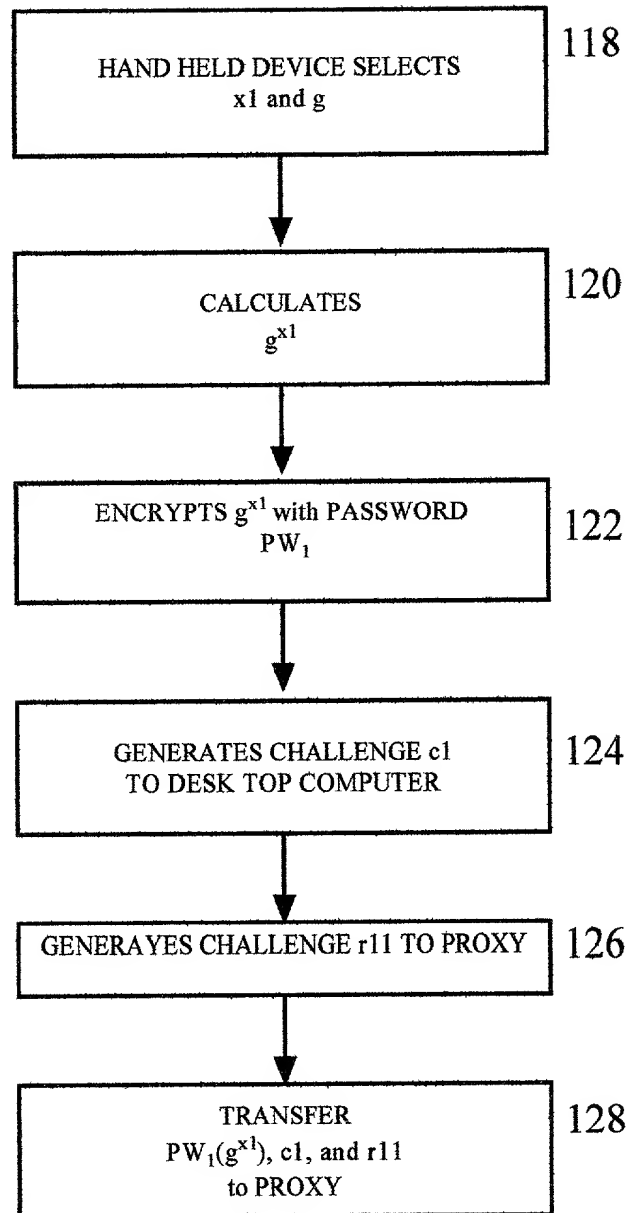 HAND HELD DEVICE SELECTS
x1 and g
118
CALCULATES
g^x1
120
ENCRYPTS g^x1 with PASSWORD
PW₁
122
GENERATES CHALLENGE c1
TO DESK TOP COMPUTER
124
GENERAYES CHALLENGE r11 TO PROXY
126
TRANSFER
PW₁(g^x1), c1, and r11
to PROXY
128